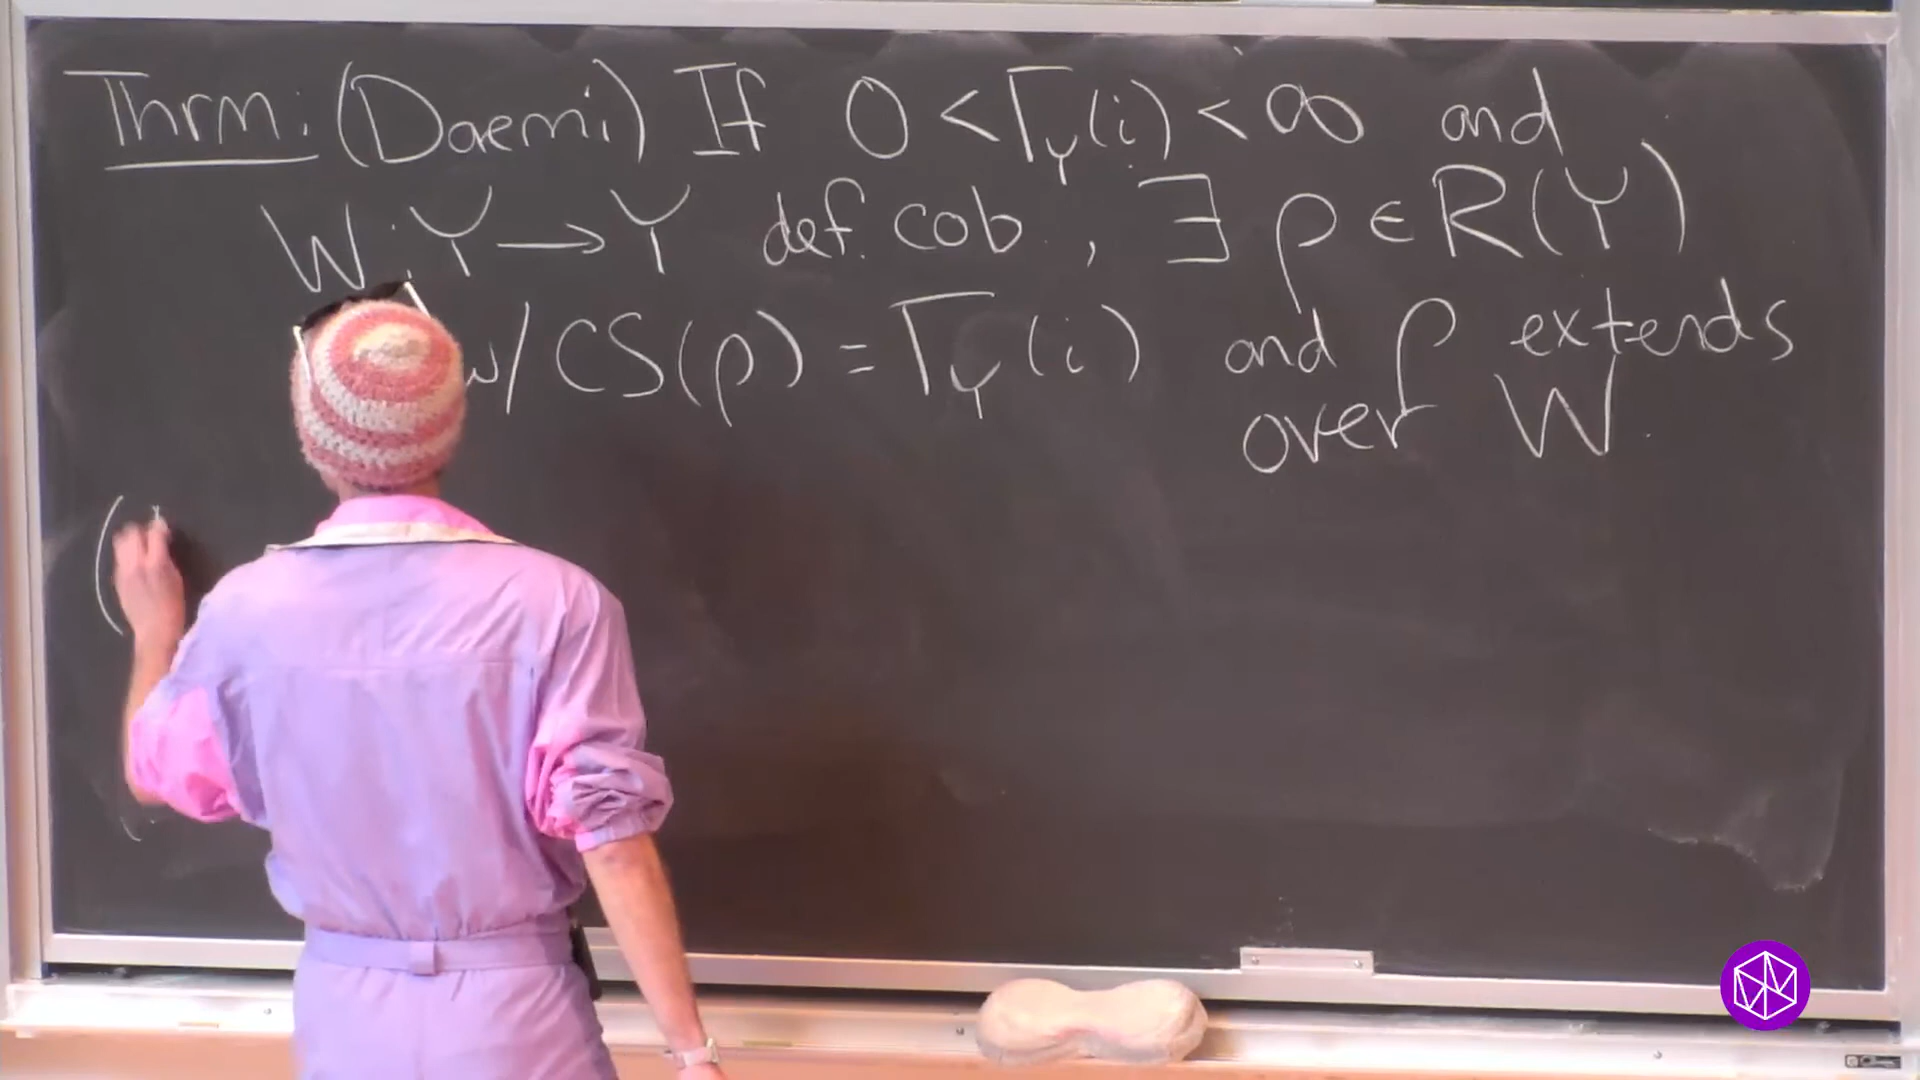 Thrm: (Daemi) If 0 < Γ_Y(i) < ∞ and
W: Y → Y def. cob, ∃ ρ ∈ R(Y)
w/ CS(ρ) = Γ_Y(i) and ρ extends
over W.
(